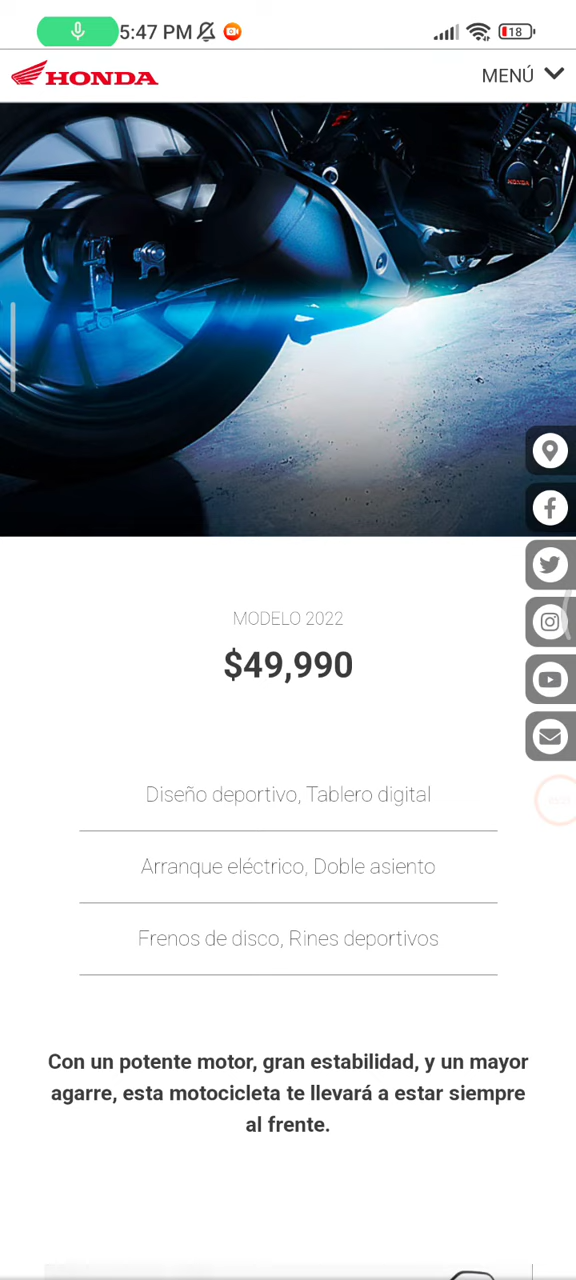 5:47 PM
18
HONDA
MENÚ
HONDA
MODELO 2022
$49,990
Diseño deportivo, Tablero digital
Arranque eléctrico, Doble asiento
Frenos de disco, Rines deportivos
Con un potente motor, gran estabilidad, y un mayor
agarre, esta motocicleta te llevará a estar siempre
al frente.